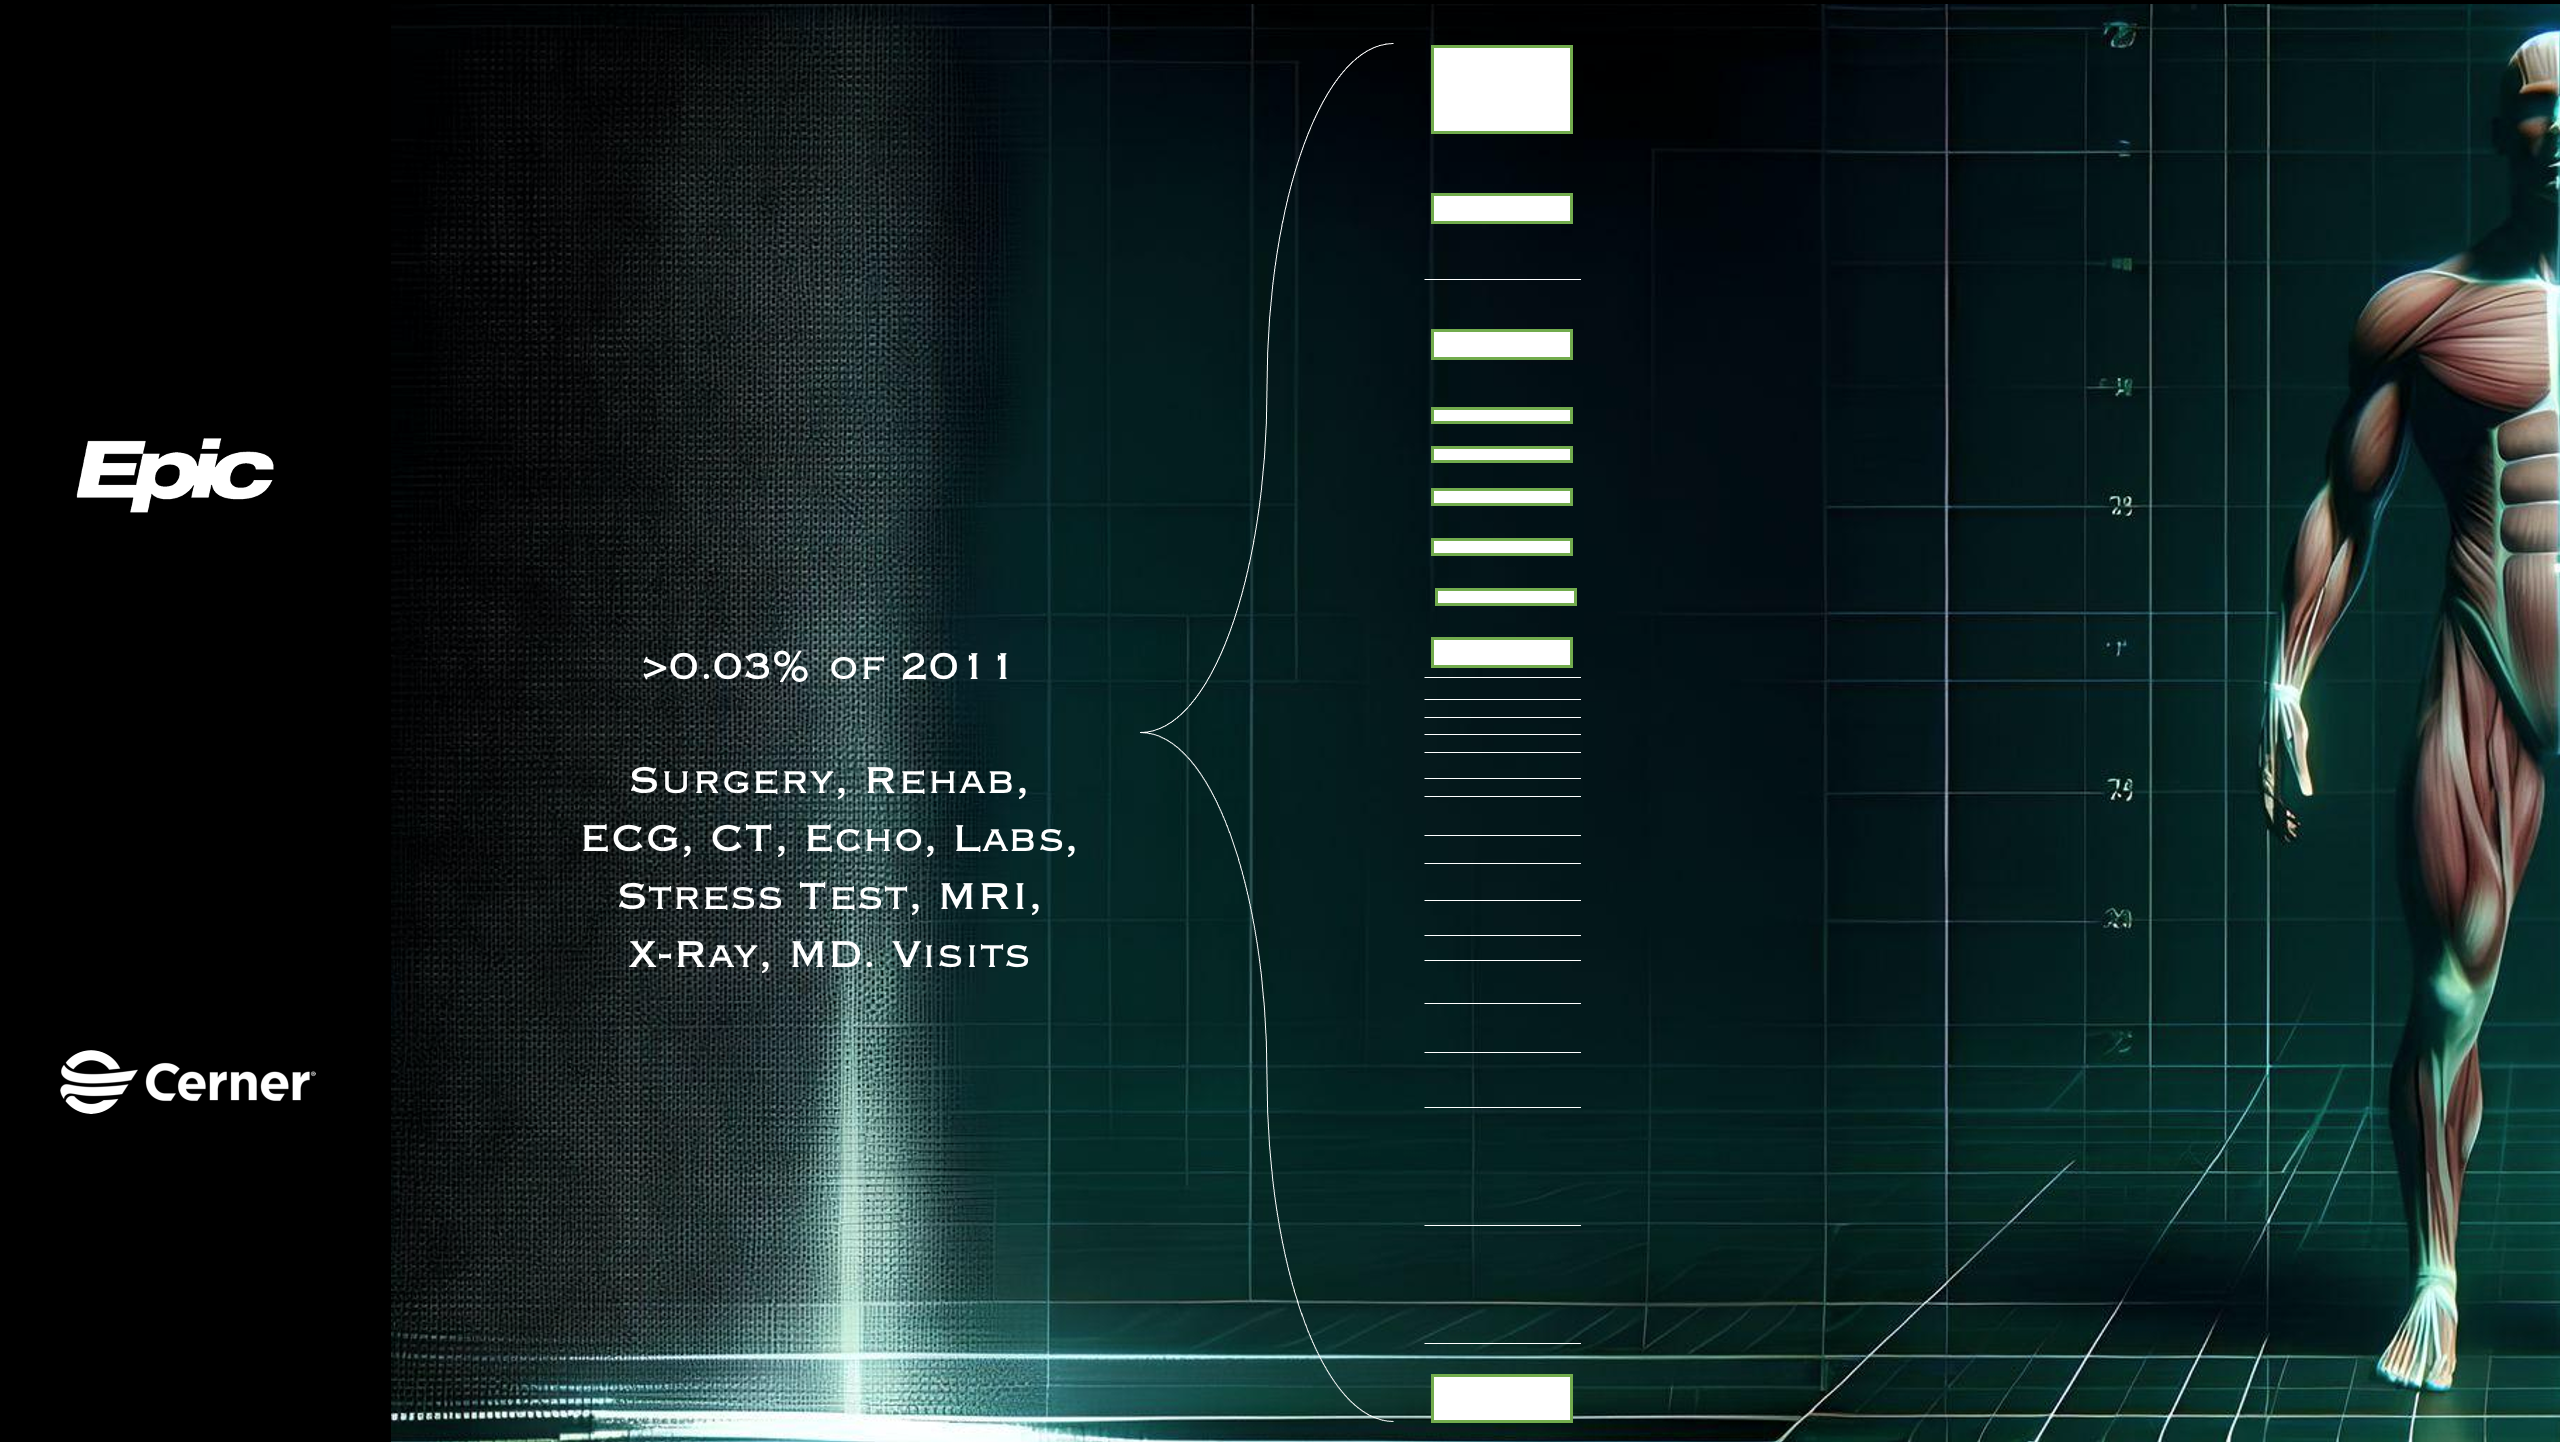 Epic
>0.03% OF 2011
SURGERY, REHAB,
ECG, CT, ECHO, LABS,
STRESS TEST, MRI,
X-RAY, MD. VISITS
Cerner